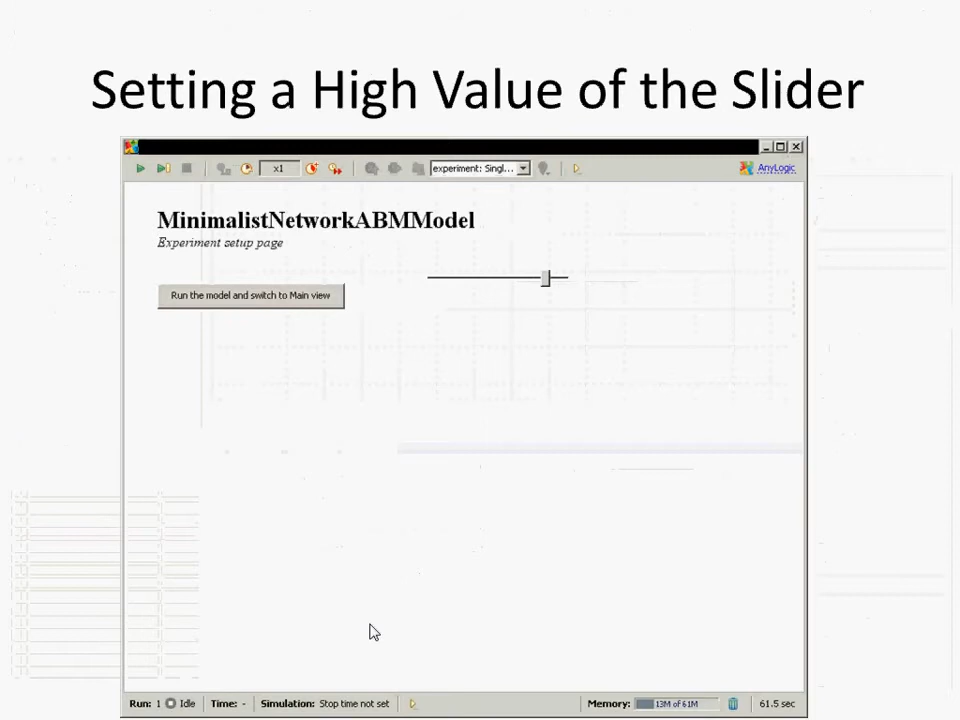 Setting a High Value of the Slider
x1
experiment: Singl...
AnyLogic
MinimalistNetworkABMModel
Experiment setup page
Run the model and switch to Main view
Run: 1 Idle Time: - Simulation: Stop time not set Memory: 13M of 61M 61.5 sec